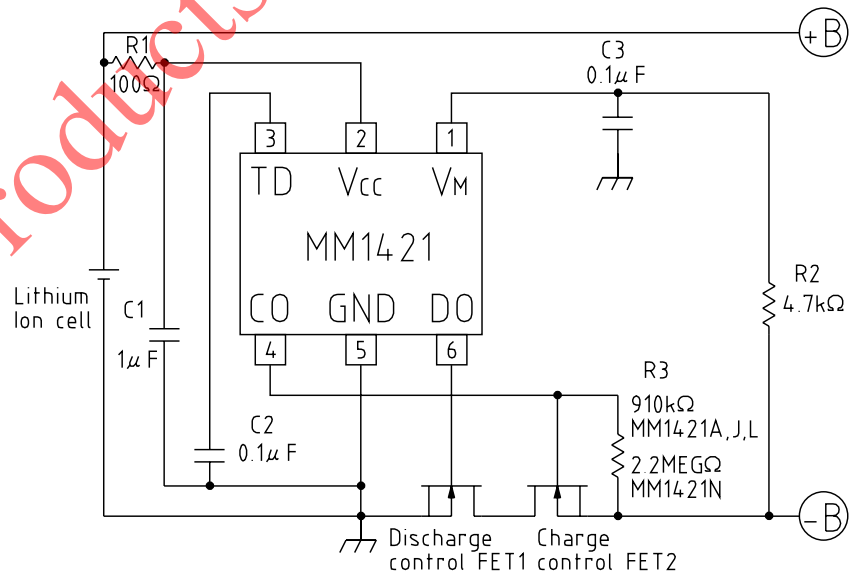 +B
R1
100Ω
C3
0.1μF
3
2
1
TD
VCC
VM
MM1421
R2
4.7kΩ
Lithium
Ion cell
C1
1μF
CO
GND
DO
4
5
6
R3
910kΩ
MM1421A,J,L
2.2MEGΩ
MM1421N
C2
0.1μF
-B
Discharge
control FET1
Charge
control FET2